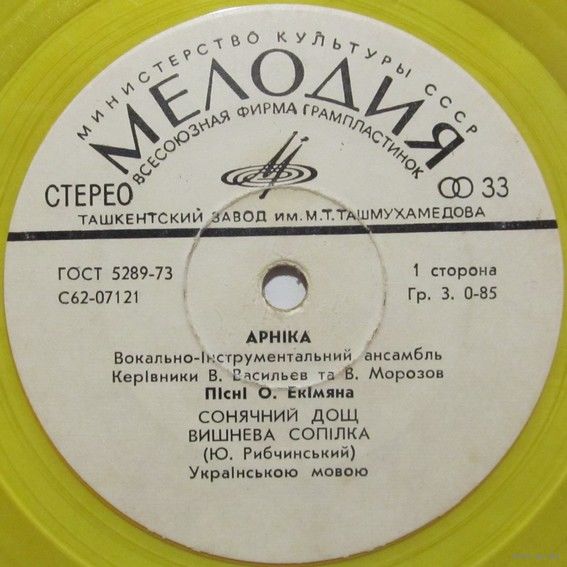 МИНИСТЕРСТВО КУЛЬТУРЫ СССР
МЕЛОДИЯ
ВСЕСОЮЗНАЯ ФИРМА ГРАМПЛАСТИНОК
СТЕРЕО 33
ТАШКЕНТСКИЙ ЗАВОД ИМ. М. Т. ТАШМУХАМЕДОВА
ГОСТ 5289-73 1 сторона
С62-07121 Гр. 3. 0-85
АРНІКА
Вокально-інструментальний ансамбль
Керівники В. Васильєв та В. Морозов
Пісні О. Екімяна
СОНЯЧНИЙ ДОЩ
ВИШНЕВА СОПІЛКА
(Ю. Рибчинський)
Українською мовою